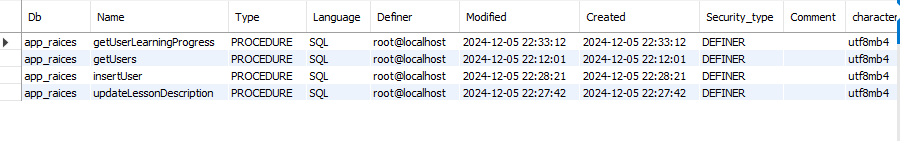 Db Name Type Language Definer Modified Created Security_type Comment character
app_raices getUserLearningProgress PROCEDURE SQL root@localhost 2024-12-05 22:33:12 2024-12-05 22:33:12 DEFINER utf8mb4
app_raices getUsers PROCEDURE SQL root@localhost 2024-12-05 22:12:01 2024-12-05 22:12:01 DEFINER utf8mb4
app_raices insertUser PROCEDURE SQL root@localhost 2024-12-05 22:28:21 2024-12-05 22:28:21 DEFINER utf8mb4
app_raices updateLessonDescription PROCEDURE SQL root@localhost 2024-12-05 22:27:42 2024-12-05 22:27:42 DEFINER utf8mb4